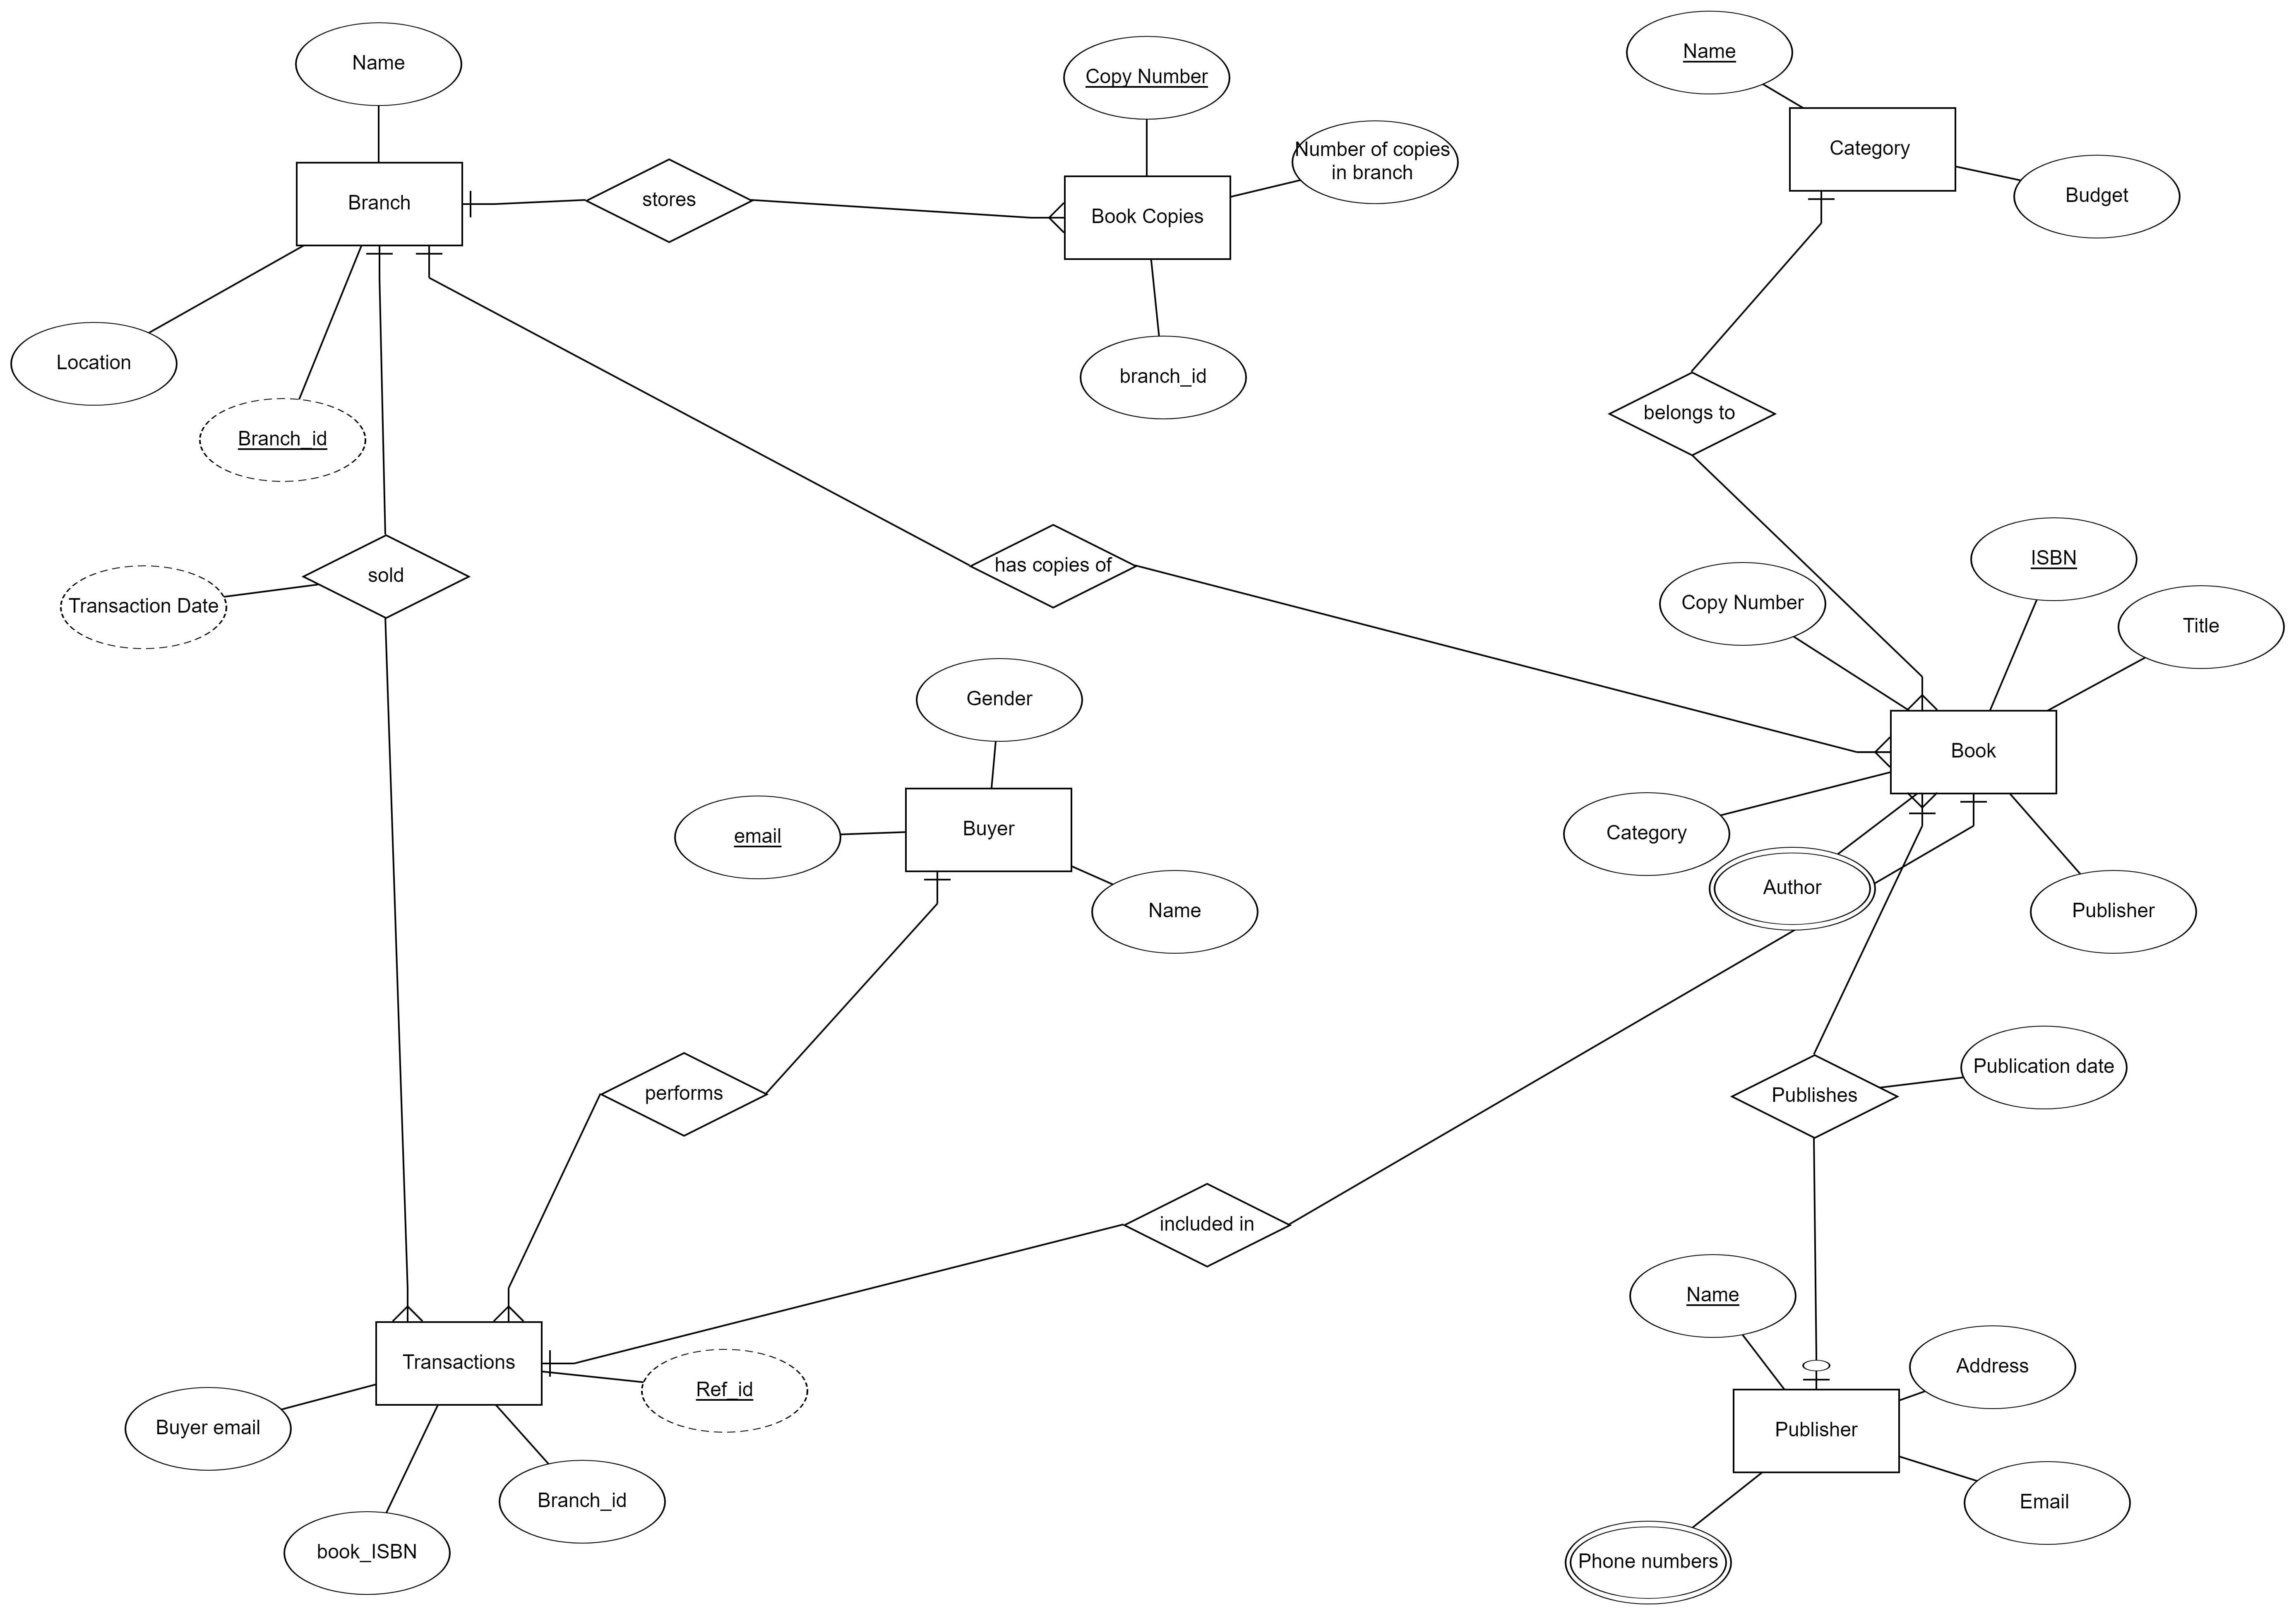 Name
Copy Number
Name
Number of copies
in branch
Category
Budget
Branch
stores
Book Copies
Location
branch_id
Branch_id
belongs to
ISBN
Copy Number
Title
has copies of
sold
Transaction Date
Gender
Book
email
Buyer
Category
Author
Name
Publisher
Publication date
performs
Publishes
included in
Name
Transactions
Ref_id
Address
Buyer email
Publisher
Branch_id
Email
book_ISBN
Phone numbers